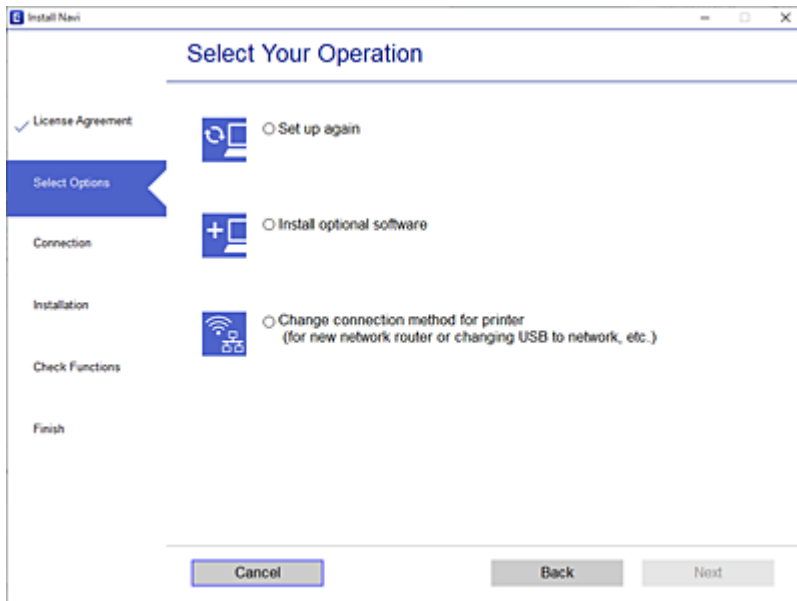 Install Navi
Select Your Operation
License Agreement
Select Options
Connection
Installation
Check Functions
Finish
Set up again
Install optional software
Change connection method for printer
(for new network router or changing USB to network, etc.)
Cancel
Back
Next